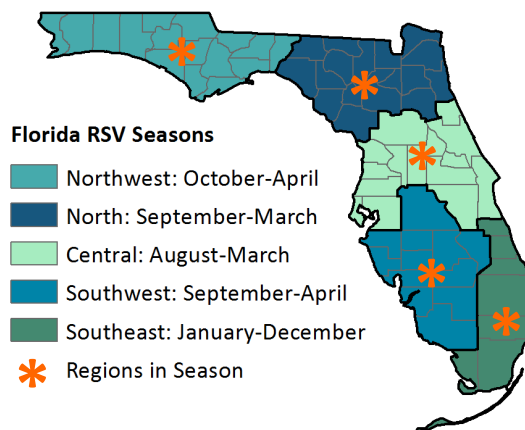 Florida RSV Seasons
Northwest: October-April
North: September-March
Central: August-March
Southwest: September-April
Southeast: January-December
Regions in Season